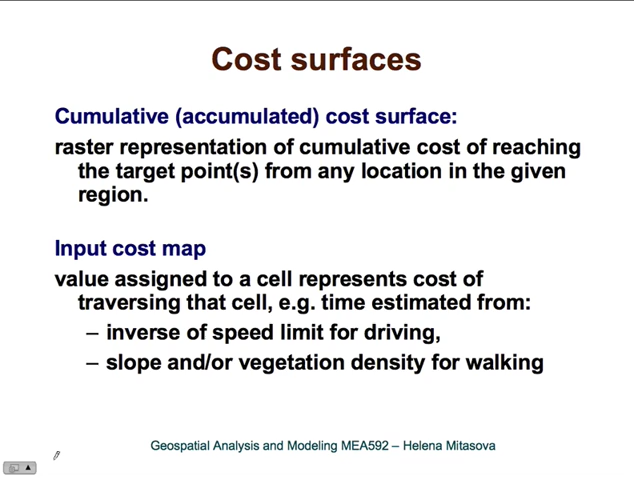 Cost surfaces
Cumulative (accumulated) cost surface:
raster representation of cumulative cost of reaching
the target point(s) from any location in the given
region.
Input cost map
value assigned to a cell represents cost of
traversing that cell, e.g. time estimated from:
– inverse of speed limit for driving,
– slope and/or vegetation density for walking
Geospatial Analysis and Modeling MEA592 – Helena Mitasova